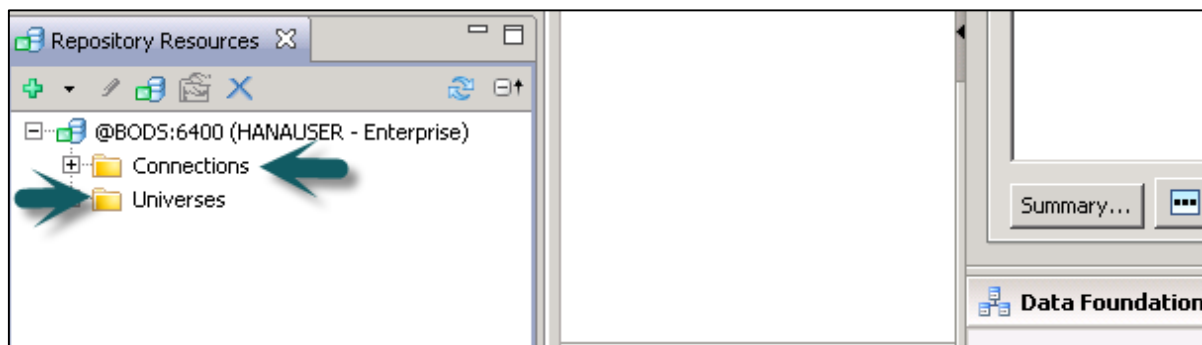 Repository Resources
@BODS:6400 (HANAUSER - Enterprise)
Connections
Universes
Summary...
Data Foundation